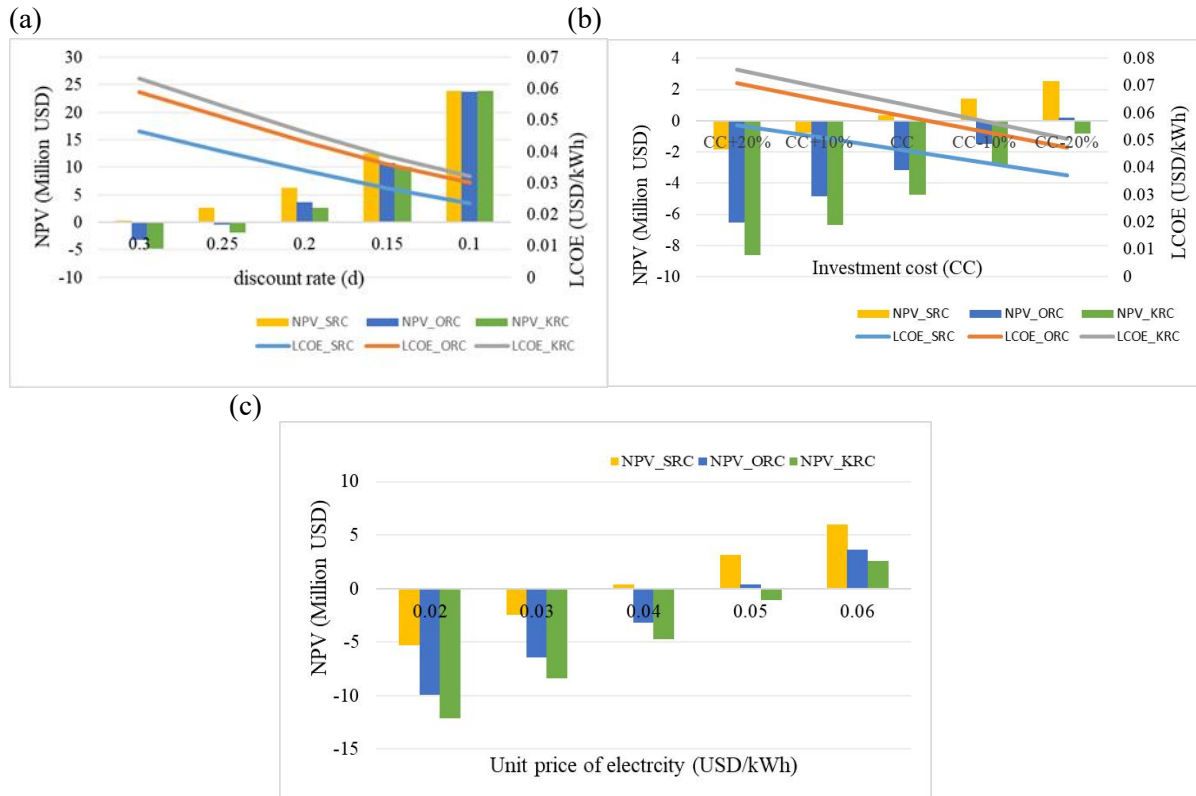 (a)
30
25
20
15
10
5
0
-5
-10
NPV (Million USD)
0.3 0.25 0.2 0.15 0.1
discount rate (d)
0.07
0.06
0.05
0.04
0.03
0.02
0.01
0
LCOE (USD/kWh)
NPV_SRC NPV_ORC NPV_KRC
LCOE_SRC LCOE_ORC LCOE_KRC
(b)
4
2
0
-2
-4
-6
-8
-10
NPV (Million USD)
CC+20% CC+10% CC CC-10% CC-20%
Investment cost (CC)
0.08
0.07
0.06
0.05
0.04
0.03
0.02
0.01
0
LCOE (USD/kWh)
NPV_SRC NPV_ORC NPV_KRC
LCOE_SRC LCOE_ORC LCOE_KRC
(c)
NPV_SRC NPV_ORC NPV_KRC
10
5
0
-5
-10
-15
NPV (Million USD)
0.02 0.03 0.04 0.05 0.06
Unit price of electrcity (USD/kWh)